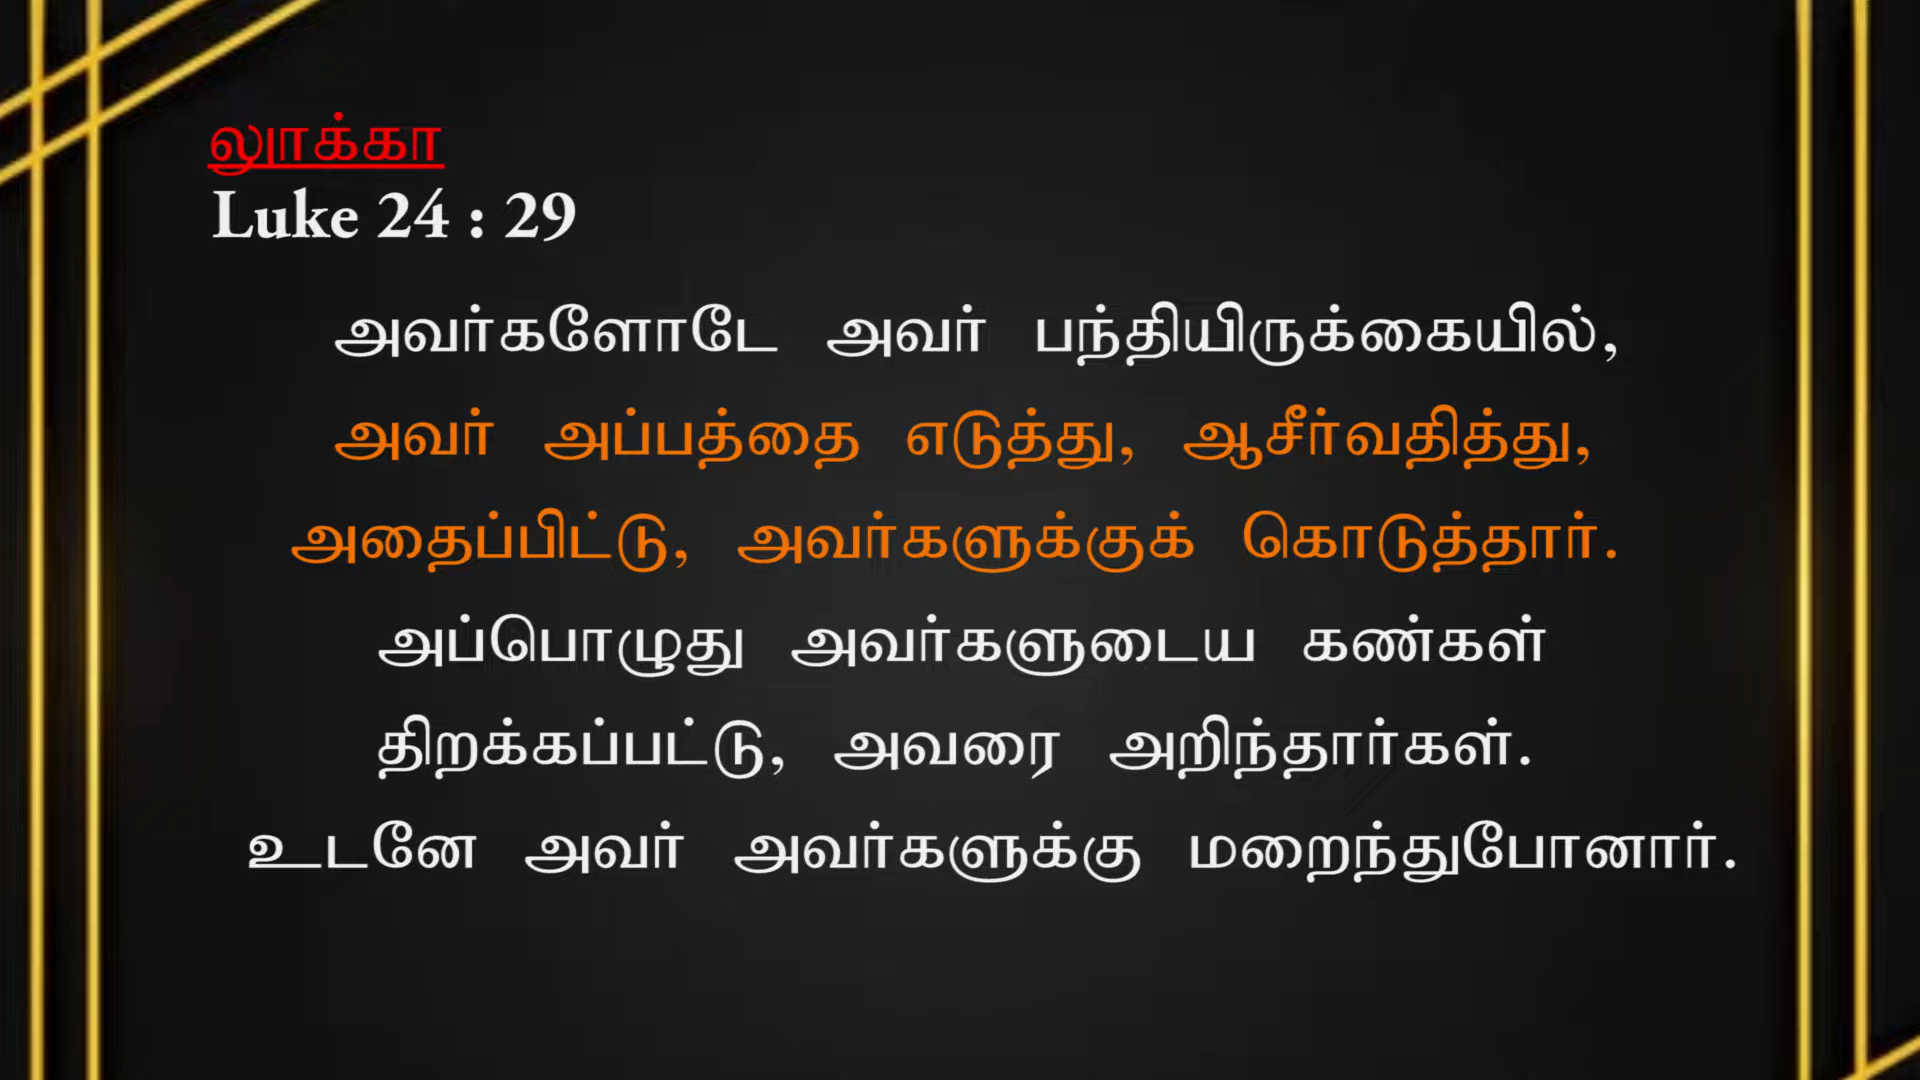 லூக்கா
Luke 24 : 29
அவர்களோடே அவர் பந்தியிருக்கையில்,
அவர் அப்பத்தை எடுத்து, ஆசீர்வதித்து,
அதைப்பிட்டு, அவர்களுக்குக் கொடுத்தார்.
அப்பொழுது அவர்களுடைய கண்கள்
திறக்கப்பட்டு, அவரை அறிந்தார்கள்.
உடனே அவர் அவர்களுக்கு மறைந்துபோனார்.